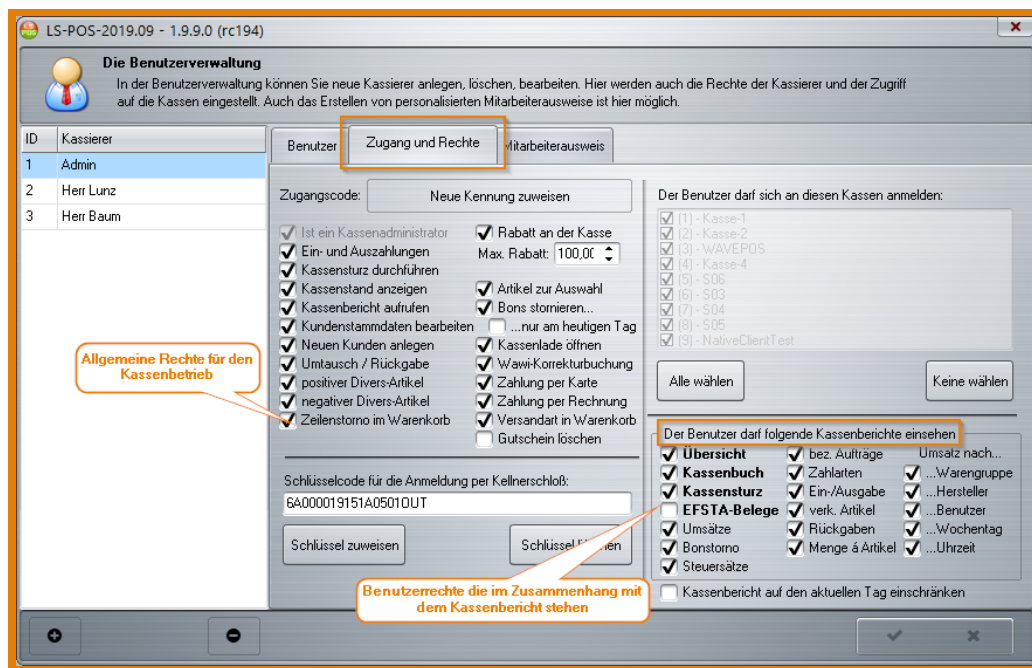 LS-POS-2019.09 - 1.9.9.0 (rc194)
Die Benutzerverwaltung
In der Benutzerverwaltung können Sie neue Kassierer anlegen, löschen, bearbeiten. Hier werden auch die Rechte der Kassierer und der Zugriff
auf die Kassen eingestellt. Auch das Erstellen von personalisierten Mitarbeiterausweise ist hier möglich.
ID Kassierer
1 Admin
2 Herr Lunz
3 Herr Baum
Benutzer Zugang und Rechte Mitarbeiterausweis
Zugangscode: Neue Kennung zuweisen
Ist ein Kassenadministrator
Ein- und Auszahlungen
Kassensturz durchführen
Kassenstand anzeigen
Kassenbericht aufrufen
Kundenstammdaten bearbeiten
Neuen Kunden anlegen
Umtausch / Rückgabe
positiver Divers-Artikel
negativer Divers-Artikel
Zeilenstorno im Warenkorb
Rabatt an der Kasse
Max. Rabatt: 100,00
Artikel zur Auswahl
Bons stornieren...
...nur am heutigen Tag
Kassenlade öffnen
Wawi-Korrekturbuchung
Zahlung per Karte
Zahlung per Rechnung
Versandart in Warenkorb
Gutschein löschen
Allgemeine Rechte für den
Kassenbetrieb
Schlüsselcode für die Anmeldung per Kellnerschloß:
6A000019151A0501OUT
Schlüssel zuweisen
Schlüssel löschen
Der Benutzer darf sich an diesen Kassen anmelden:
(1) - Kasse-1
(2) - Kasse-2
(3) - WAVEPOS
(4) - Kasse-4
(5) - S06
(6) - S03
(7) - S04
(8) - S05
(9) - NativeClientTest
Alle wählen
Keine wählen
Der Benutzer darf folgende Kassenberichte einsehen
Übersicht
Kassenbuch
Kassensturz
EFSTA-Belege
Umsätze
Bonstorno
Steuersätze
bez. Aufträge
Zahlarten
Ein-/Ausgabe
verk. Artikel
Rückgaben
Menge á Artikel
Umsatz nach...
...Warengruppe
...Hersteller
...Benutzer
...Wochentag
...Uhrzeit
Kassenbericht auf den aktuellen Tag einschränken
Benutzerrechte die im Zusammenhang mit
dem Kassenbericht stehen